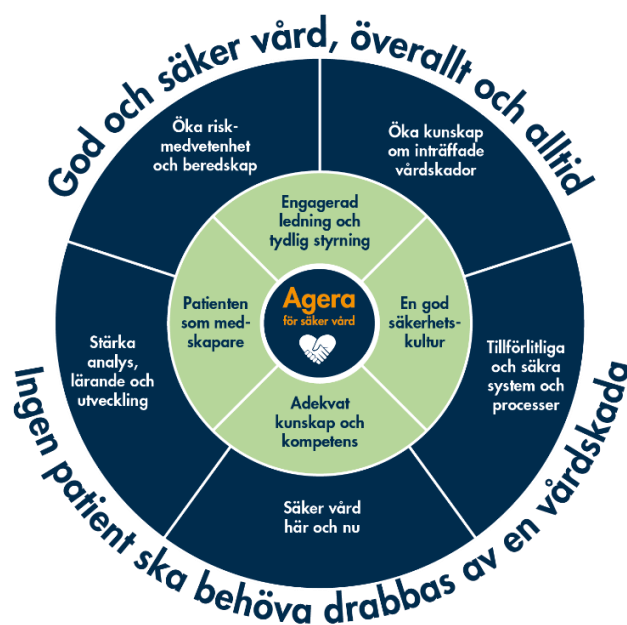 God och säker vård, överallt och alltid
Öka risk-
medvetenhet
och beredskap
Öka kunskap
om inträffade
vårdskador
Engagerad
ledning och
tydlig styrning
Patienten
som med-
skapare
Agera
för säker vård
En god
säkerhets-
kultur
Stärka
analys,
lärande och
utveckling
Tillförlitliga
och säkra
system och
processer
Adekvat
kunskap och
kompetens
Säker vård
här och nu
Ingen patient ska behöva drabbas av en vårdskada